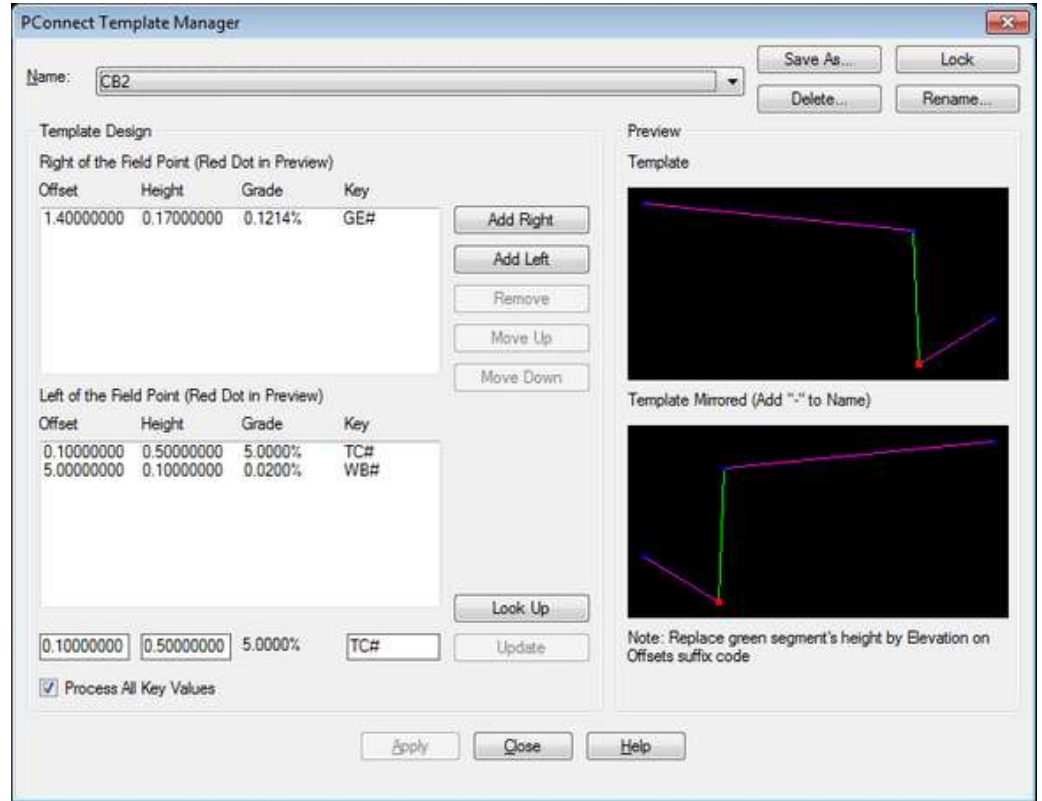 PConnect Template Manager
Name:
CB2
Save As...
Lock
Delete...
Rename...
Template Design
Right of the Field Point (Red Dot in Preview)
Offset Height Grade Key
1.40000000 0.17000000 0.1214% GE#
Add Right
Add Left
Remove
Move Up
Move Down
Left of the Field Point (Red Dot in Preview)
Offset Height Grade Key
0.10000000 0.50000000 5.0000% TC#
5.00000000 0.10000000 0.0200% WB#
Look Up
0.10000000 0.50000000 5.0000% TC#
Update
Process All Key Values
Preview
Template
Template Mirrored (Add "-" to Name)
Note: Replace green segment's height by Elevation on
Offsets suffix code
Apply
Close
Help